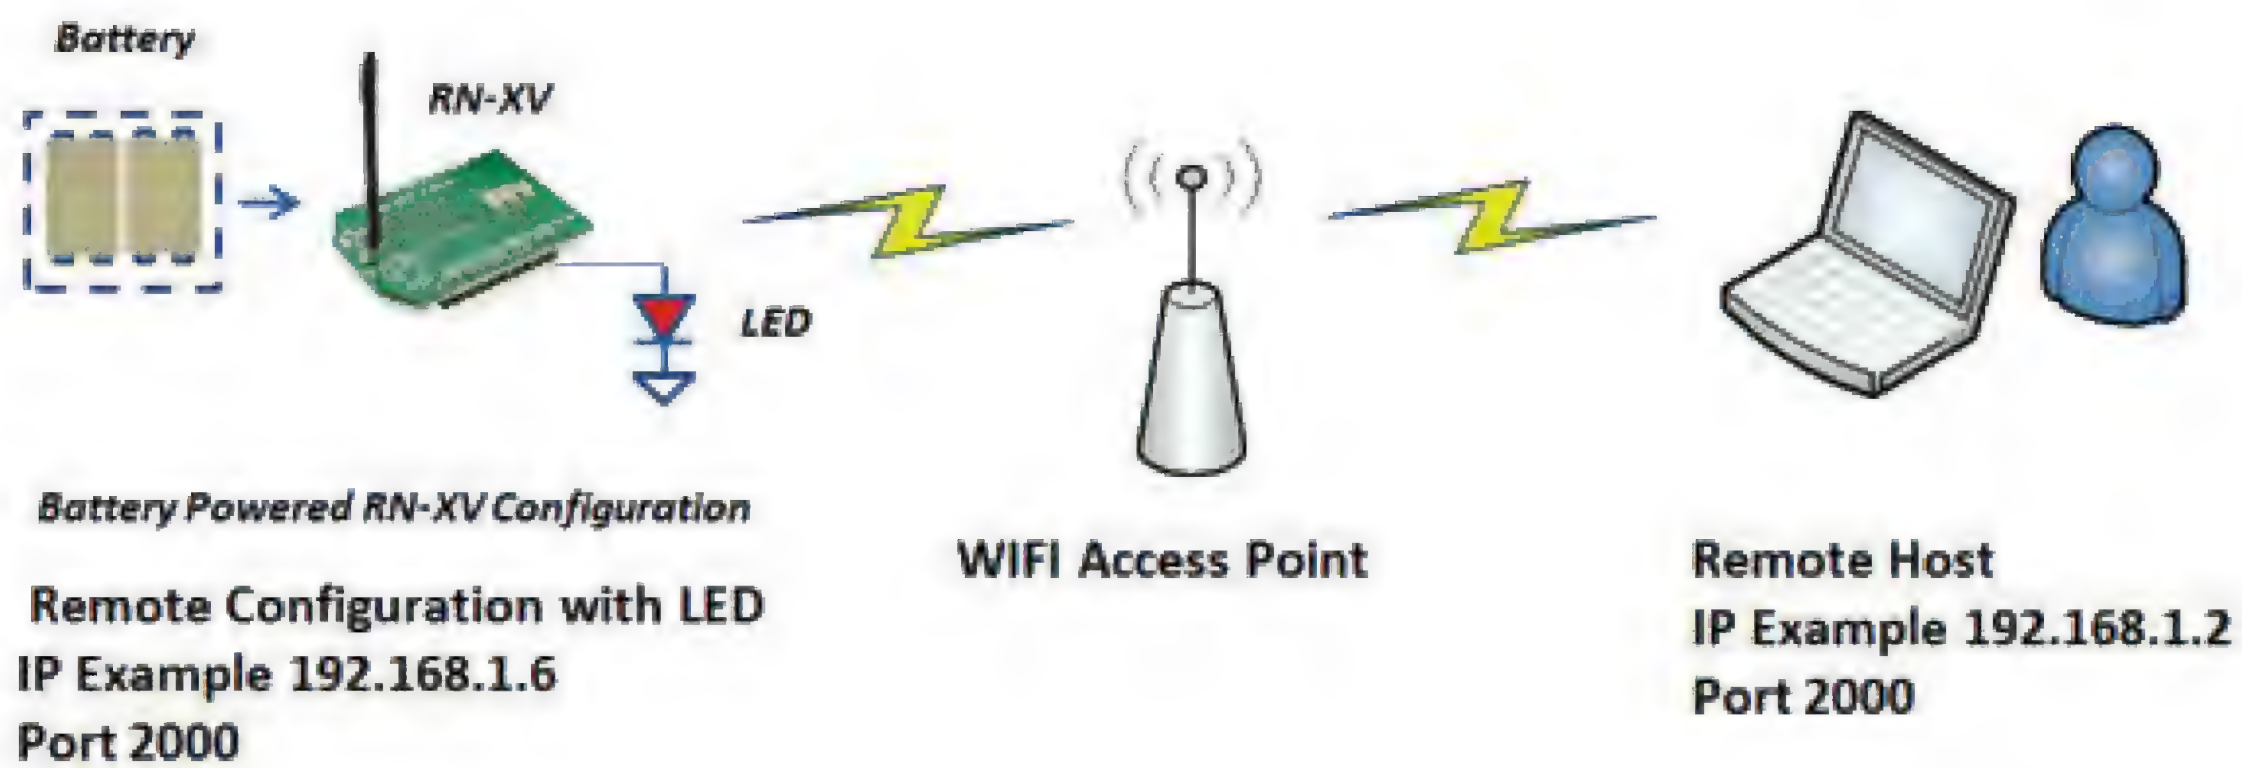 Battery
RN-XV
LED
Battery Powered RN-XV Configuration
Remote Configuration with LED
IP Example 192.168.1.6
Port 2000
WIFI Access Point
Remote Host
IP Example 192.168.1.2
Port 2000